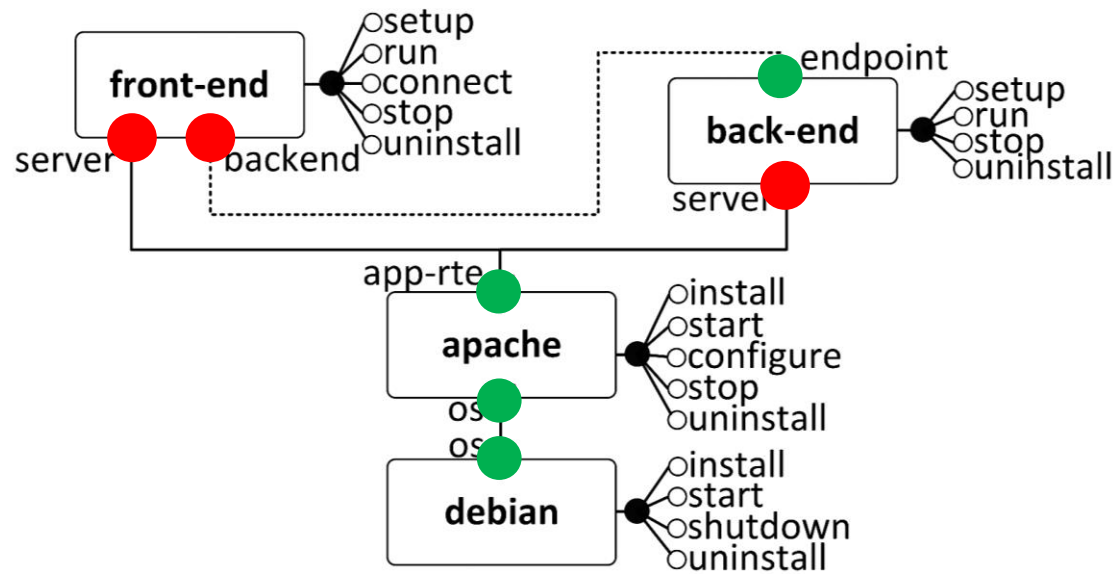 front-end
setup
run
connect
stop
uninstall
server
backend
endpoint
back-end
setup
run
stop
uninstall
server
app-rte
apache
install
start
configure
stop
uninstall
os
os
debian
install
start
shutdown
uninstall